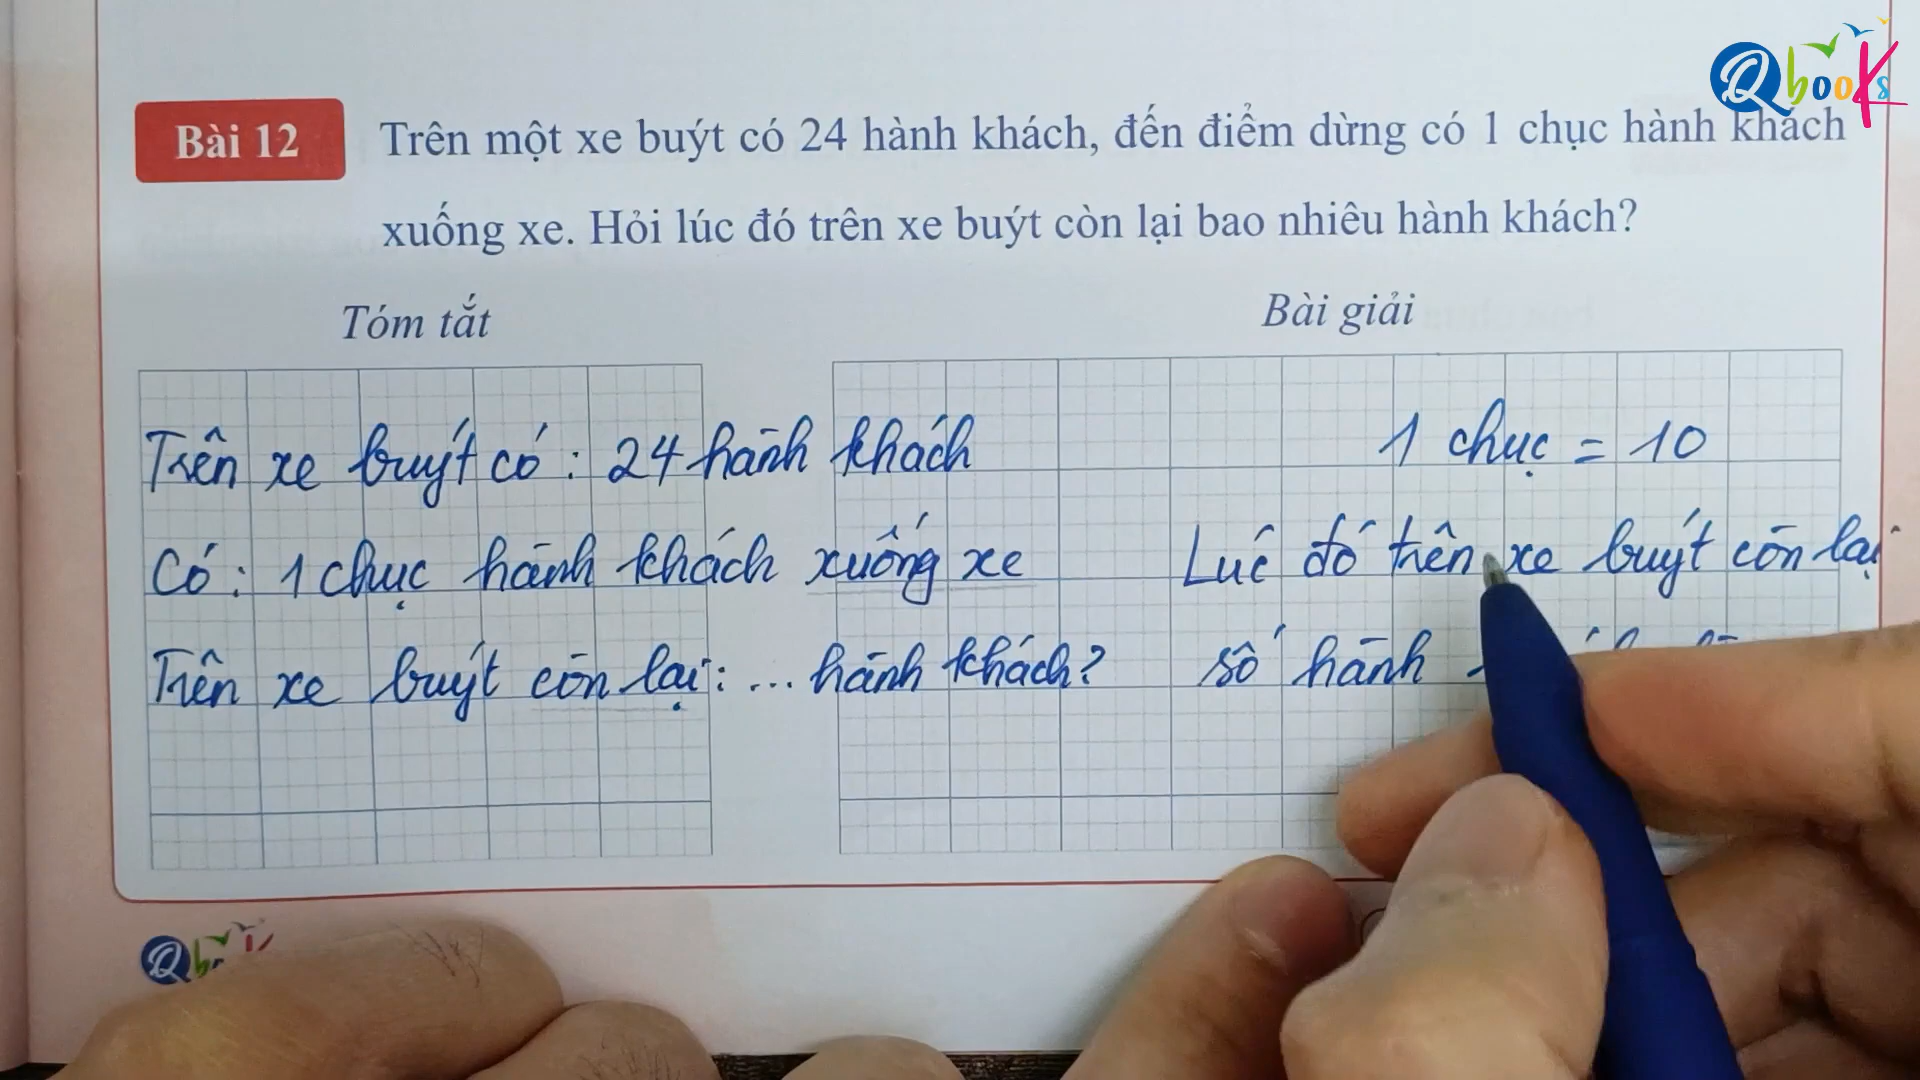 Qbooks
Bài 12
Trên một xe buýt có 24 hành khách, đến điểm dừng có 1 chục hành khách
xuống xe. Hỏi lúc đó trên xe buýt còn lại bao nhiêu hành khách?
Tóm tắt
Bài giải
Trên xe buýt có : 24 hành khách
Có : 1 chục hành khách xuống xe
Trên xe buýt còn lại : ... hành khách?
1 chục = 10
Lúc đó trên xe buýt còn lại
số hành